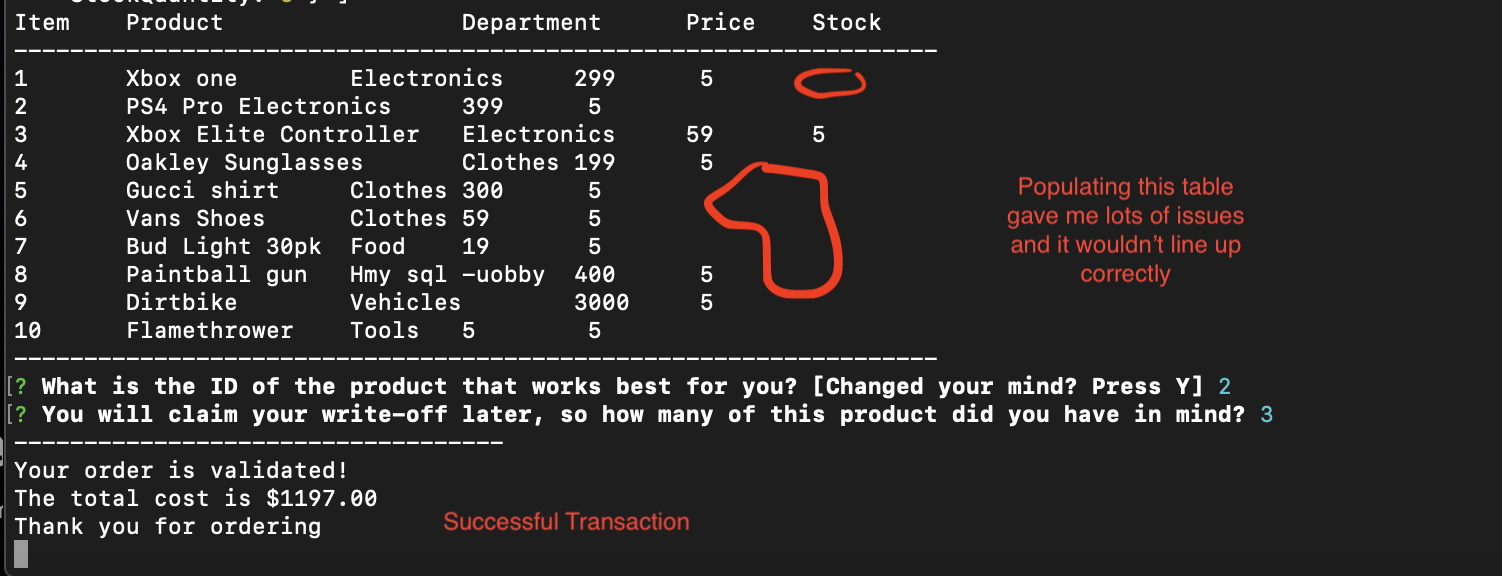 StockQuantity: 5 } ]
Item Product Department Price Stock
-------------------------------------------------------------------
1 Xbox one Electronics 299 5
2 PS4 Pro Electronics 399 5
3 Xbox Elite Controller Electronics 59 5
4 Oakley Sunglasses Clothes 199 5
5 Gucci shirt Clothes 300 5
6 Vans Shoes Clothes 59 5
7 Bud Light 30pk Food 19 5
8 Paintball gun Hmy sql -uobby 400 5
9 Dirtbike Vehicles 3000 5
10 Flamethrower Tools 5 5
-------------------------------------------------------------------
Populating this table
gave me lots of issues
and it wouldn't line up
correctly
[? What is the ID of the product that works best for you? [Changed your mind? Press Y] 2
[? You will claim your write-off later, so how many of this product did you have in mind? 3
-----------------------------------
Your order is validated!
The total cost is $1197.00
Thank you for ordering
Successful Transaction